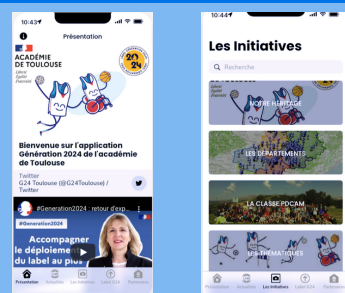 10:43
Présentation
ACADÉMIE
DE TOULOUSE
Liberté
Égalité
Fraternité
2024
Bienvenue sur l'application
Génération 2024 de l'académie
de Toulouse
Twitter
G24 Toulouse (@G24Toulouse) /
Twitter
#Generation2024 : retour d'exp...
#Generation2024
Accompagner
le déploiement
du label au plus
Présentation
Actualités
Les Initiatives
Label G24
Partenaires
10:44
Les Initiatives
Recherche
NOTRE HÉRITAGE
LES DÉPARTEMENTS
LA CLASSE PDCAM
LES THÉMATIQUES
Présentation
Actualités
Les Initiatives
Label G24
Partenaires